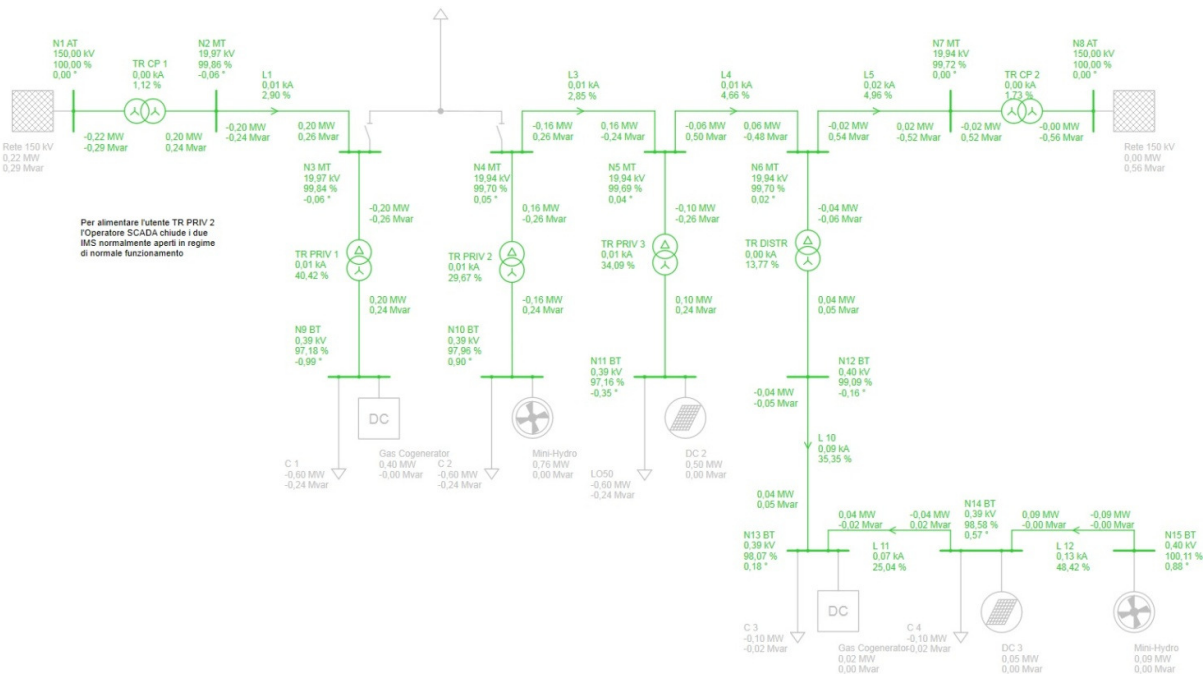 N1 AT
150,00 kV
100,00 %
0,00 °
TR CP 1
0,00 kA
1,12 %
N2 MT
19,97 kV
99,86 %
-0,06 °
L1
0,01 kA
2,90 %
L3
0,01 kA
2,85 %
L4
0,01 kA
4,66 %
L5
0,02 kA
4,96 %
N7 MT
19,94 kV
99,72 %
0,00 °
TR CP 2
0,00 kA
1,73 %
N8 AT
150,00 kV
100,00 %
0,00 °
Rete 150 kV
0,22 MW
0,29 Mvar
-0,22 MW
-0,29 Mvar
0,20 MW
0,24 Mvar
-0,20 MW
-0,24 Mvar
0,20 MW
0,26 Mvar
-0,16 MW
0,26 Mvar
0,16 MW
-0,24 Mvar
-0,06 MW
0,50 Mvar
0,06 MW
-0,48 Mvar
-0,02 MW
0,54 Mvar
0,02 MW
-0,52 Mvar
-0,02 MW
0,52 Mvar
-0,00 MW
-0,56 Mvar
Rete 150 kV
0,00 MW
0,56 Mvar
N3 MT
19,97 kV
99,84 %
-0,06 °
N4 MT
19,94 kV
99,70 %
0,05 °
N5 MT
19,94 kV
99,69 %
0,04 °
N6 MT
19,94 kV
99,70 %
0,02 °
Per alimentare l'utente TR PRIV 2
l'Operatore SCADA chiude i due
IMS normalmente aperti in regime
di normale funzionamento
-0,20 MW
-0,26 Mvar
0,16 MW
-0,26 Mvar
-0,10 MW
-0,26 Mvar
-0,04 MW
-0,06 Mvar
TR PRIV 1
0,01 kA
40,42 %
TR PRIV 2
0,01 kA
29,67 %
TR PRIV 3
0,01 kA
34,09 %
TR DISTR
0,00 kA
13,77 %
0,20 MW
0,24 Mvar
-0,16 MW
0,24 Mvar
0,10 MW
0,24 Mvar
0,04 MW
0,05 Mvar
N9 BT
0,39 kV
97,18 %
-0,99 °
N10 BT
0,39 kV
97,96 %
0,90 °
N11 BT
0,39 kV
97,16 %
-0,35 °
N12 BT
0,40 kV
99,09 %
-0,16 °
-0,04 MW
-0,05 Mvar
DC
C 1
-0,60 MW
-0,24 Mvar
Gas Cogenerator
0,40 MW
-0,00 Mvar
C 2
-0,60 MW
-0,24 Mvar
Mini-Hydro
0,76 MW
0,00 Mvar
LO50
-0,60 MW
-0,24 Mvar
DC 2
0,50 MW
0,00 Mvar
L 10
0,09 kA
35,35 %
0,04 MW
0,05 Mvar
0,04 MW
-0,02 Mvar
-0,04 MW
0,02 Mvar
N14 BT
0,39 kV
98,58 %
0,57 °
0,09 MW
-0,00 Mvar
-0,09 MW
-0,00 Mvar
N13 BT
0,39 kV
98,07 %
0,18 °
L 11
0,07 kA
25,04 %
L 12
0,13 kA
48,42 %
N15 BT
0,40 kV
100,11 %
0,88 °
DC
C 3
-0,10 MW
-0,02 Mvar
Gas Cogenerator
0,02 MW
0,00 Mvar
C 4
-0,10 MW
-0,02 Mvar
DC 3
0,05 MW
0,00 Mvar
Mini-Hydro
0,09 MW
0,00 Mvar